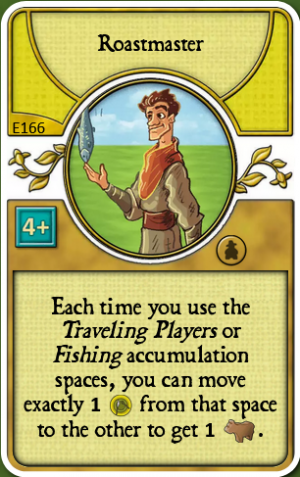 Roastmaster
E166
4+
Each time you use the
Traveling Players or
Fishing accumulation
spaces, you can move
exactly 1 from that space
to the other to get 1 .